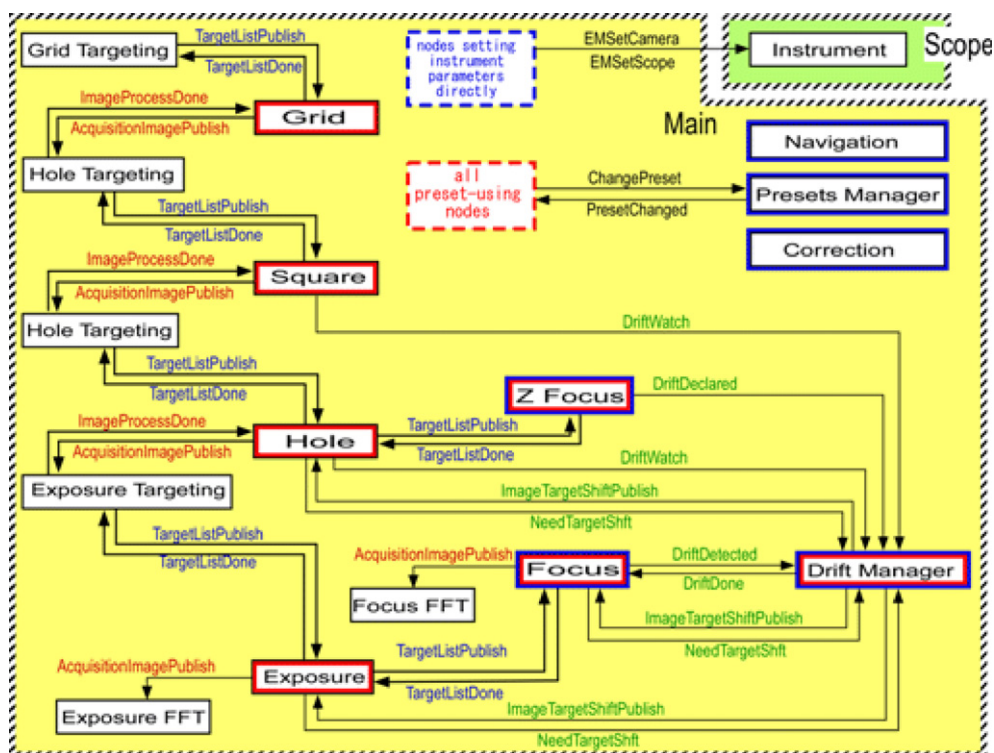 Grid Targeting
TargetListPublish
TargetListDone
nodes setting
instrument
parameters
directly
EMSetCamera
EMSetScope
Instrument
Scope
ImageProcessDone
AcquisitionImagePublish
Grid
Main
Navigation
Hole Targeting
all
preset-using
nodes
ChangePreset
PresetChanged
Presets Manager
TargetListPublish
TargetListDone
Correction
ImageProcessDone
AcquisitionImagePublish
Square
Hole Targeting
DriftWatch
TargetListPublish
TargetListDone
Z Focus
DriftDeclared
ImageProcessDone
AcquisitionImagePublish
Hole
TargetListPublish
TargetListDone
DriftWatch
Exposure Targeting
ImageTargetShiftPublish
NeedTargetShft
TargetListPublish
TargetListDone
AcquisitionImagePublish
Focus
DriftDetected
DriftDone
Drift Manager
Focus FFT
ImageTargetShiftPublish
NeedTargetShft
AcquisitionImagePublish
Exposure
TargetListPublish
TargetListDone
Exposure FFT
ImageTargetShiftPublish
NeedTargetShft